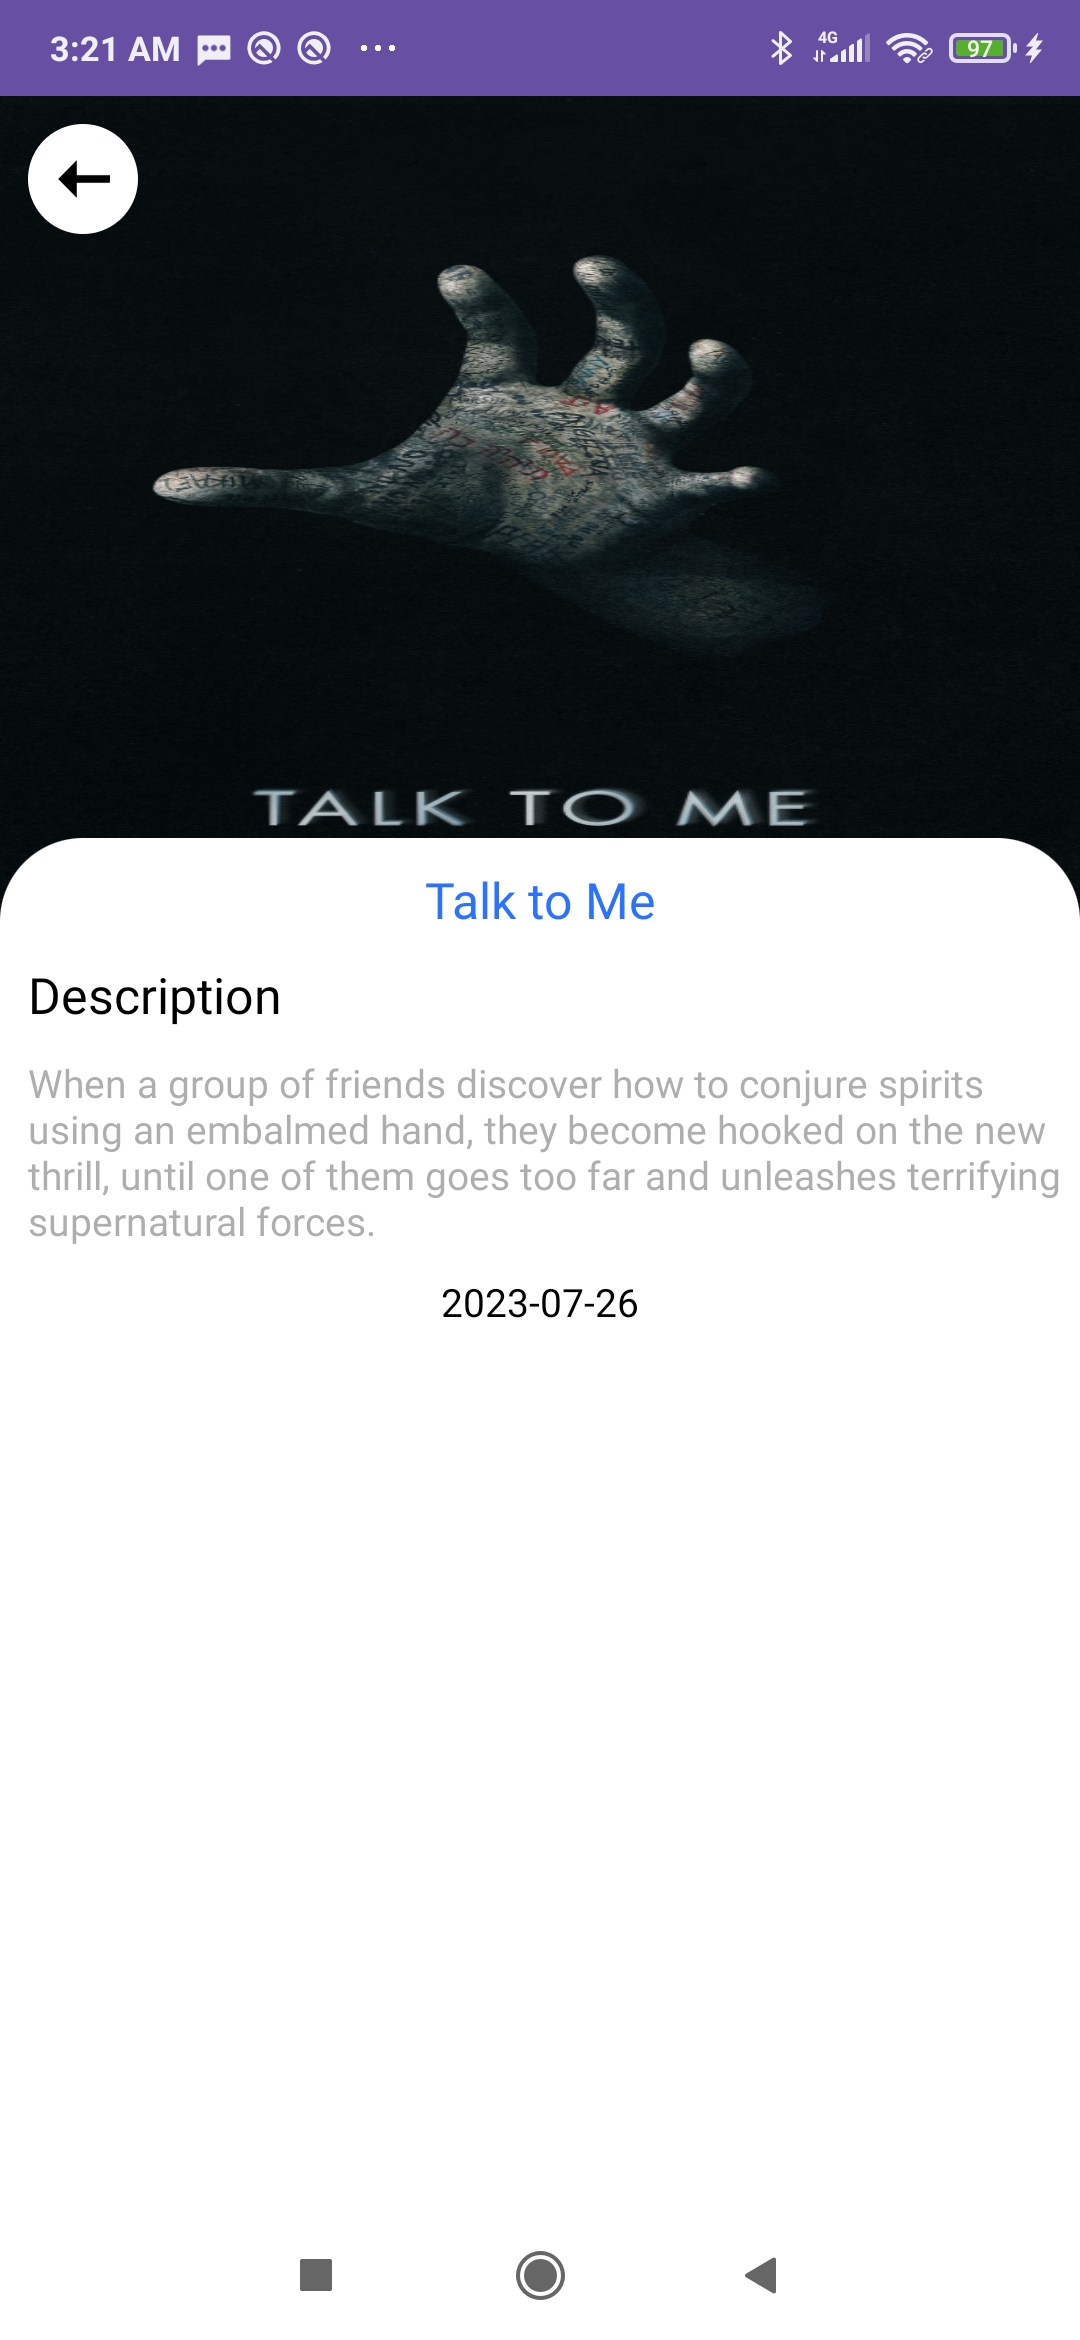 3:21 AM
4G
97
TALK TO ME
Talk to Me
Description
When a group of friends discover how to conjure spirits
using an embalmed hand, they become hooked on the new
thrill, until one of them goes too far and unleashes terrifying
supernatural forces.
2023-07-26